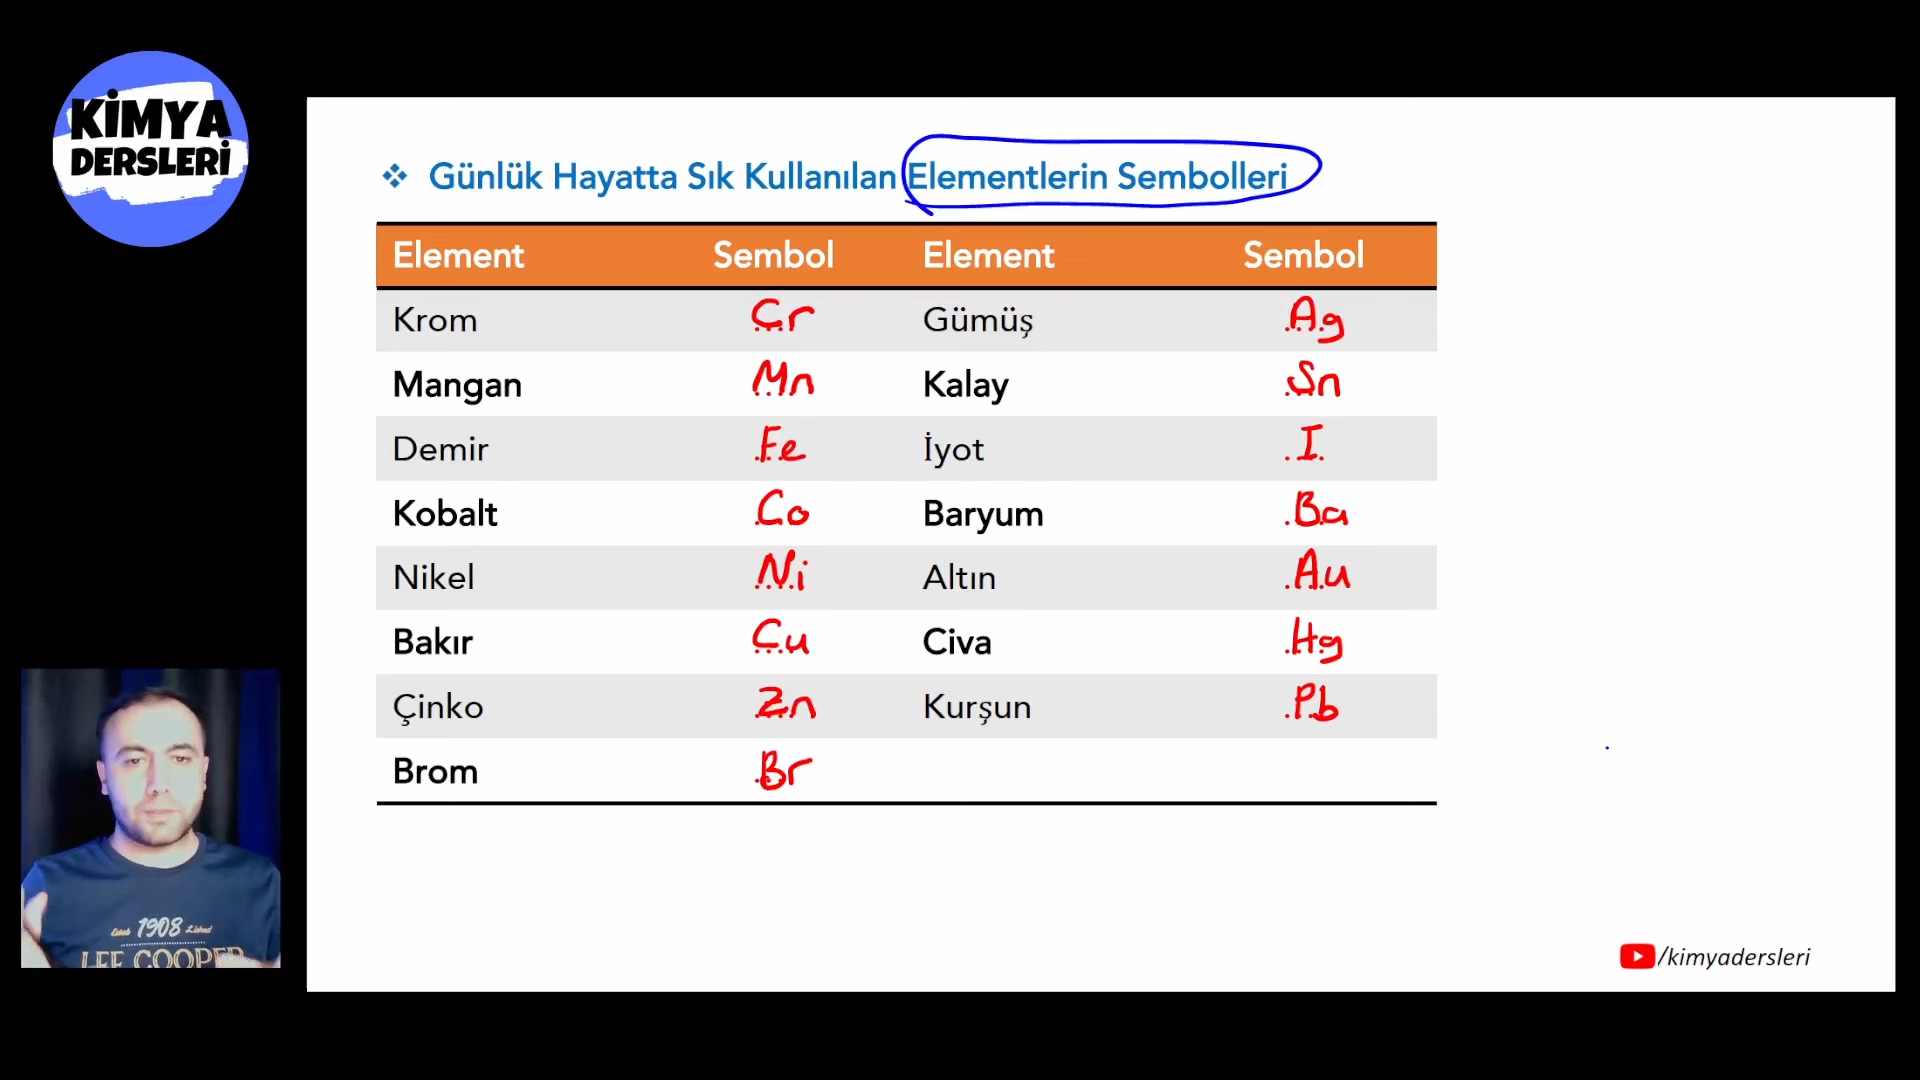 KİMYA
DERSLERİ
❖ Günlük Hayatta Sık Kullanılan Elementlerin Sembolleri
Element Sembol Element Sembol
Krom Cr Gümüş Ag
Mangan Mn Kalay Sn
Demir Fe İyot I
Kobalt Co Baryum Ba
Nikel Ni Altın Au
Bakır Cu Civa Hg
Çinko Zn Kurşun Pb
Brom Br
Estab 1908 Listed
LEE COOPER
/kimyadersleri